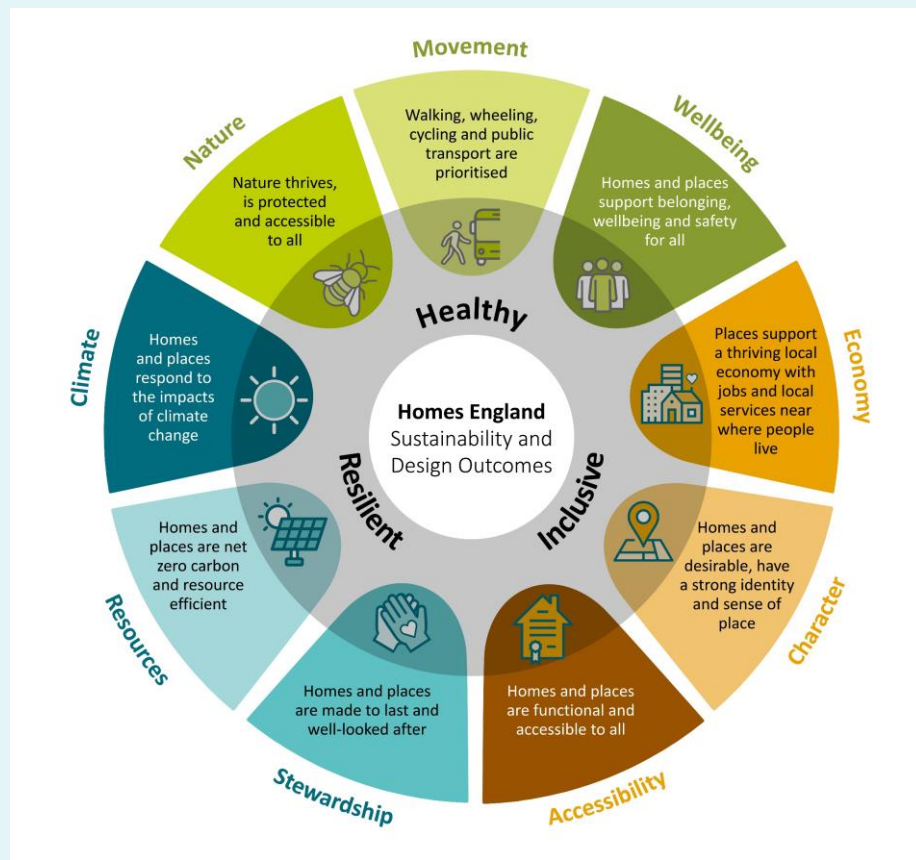 Movement
Walking, wheeling,
cycling and public
transport are
prioritised
Wellbeing
Homes and places
support belonging,
wellbeing and safety
for all
Economy
Places support
a thriving local
economy with
jobs and local
services near
where people
live
Character
Homes and
places are
desirable, have
a strong identity
and sense of
place
Accessibility
Homes and places
are functional and
accessible to all
Stewardship
Homes and places
are made to last and
well-looked after
Resources
Homes and
places are net
zero carbon
and resource
efficient
Climate
Homes
and places
respond to
the impacts
of climate
change
Nature
Nature thrives,
is protected
and accessible
to all
Healthy
Inclusive
Resilient
Homes England
Sustainability and
Design Outcomes